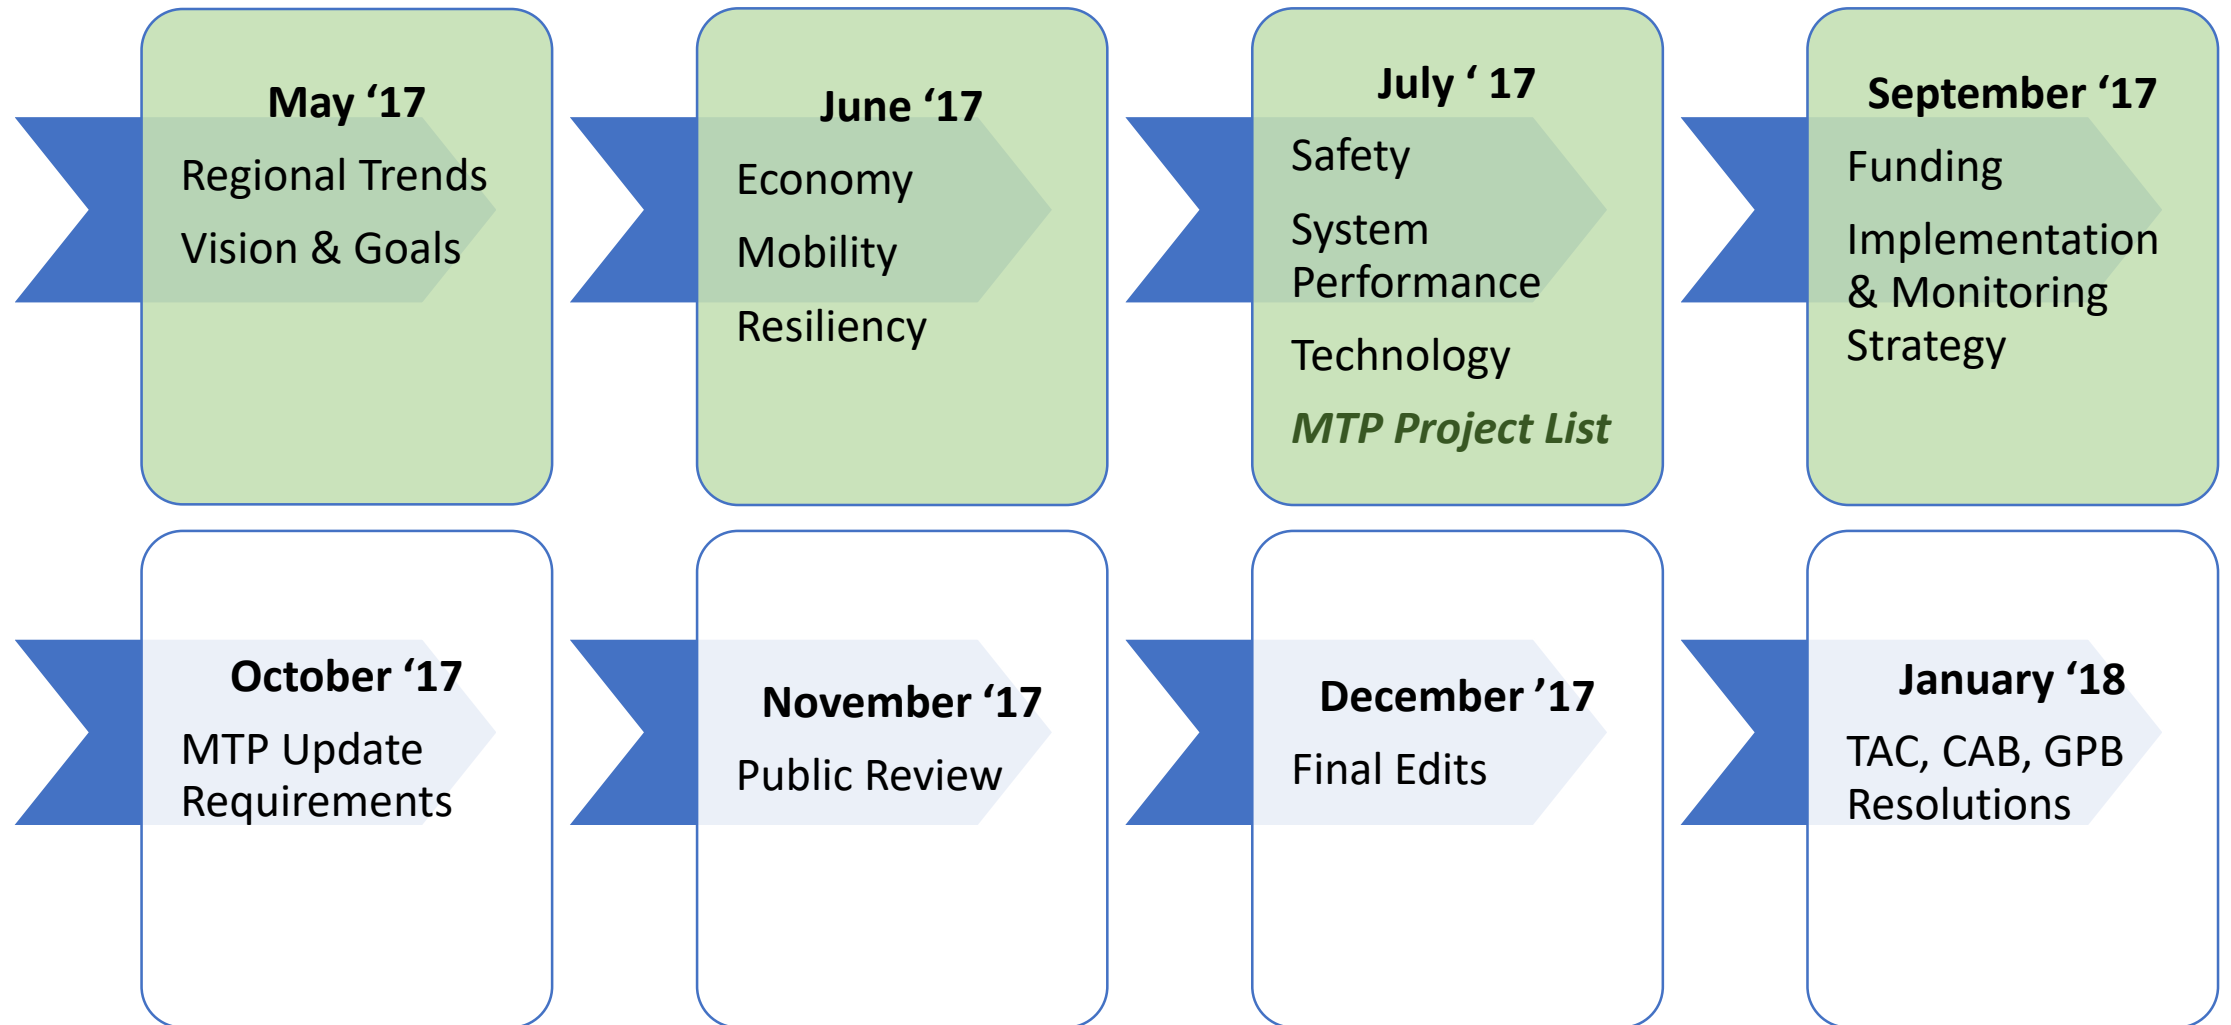 May ‘17
Regional Trends
Vision & Goals
June ‘17
Economy
Mobility
Resiliency
July ‘ 17
Safety
System
Performance
Technology
MTP Project List
September ‘17
Funding
Implementation
& Monitoring
Strategy
October ‘17
MTP Update
Requirements
November ‘17
Public Review
December ’17
Final Edits
January ‘18
TAC, CAB, GPB
Resolutions